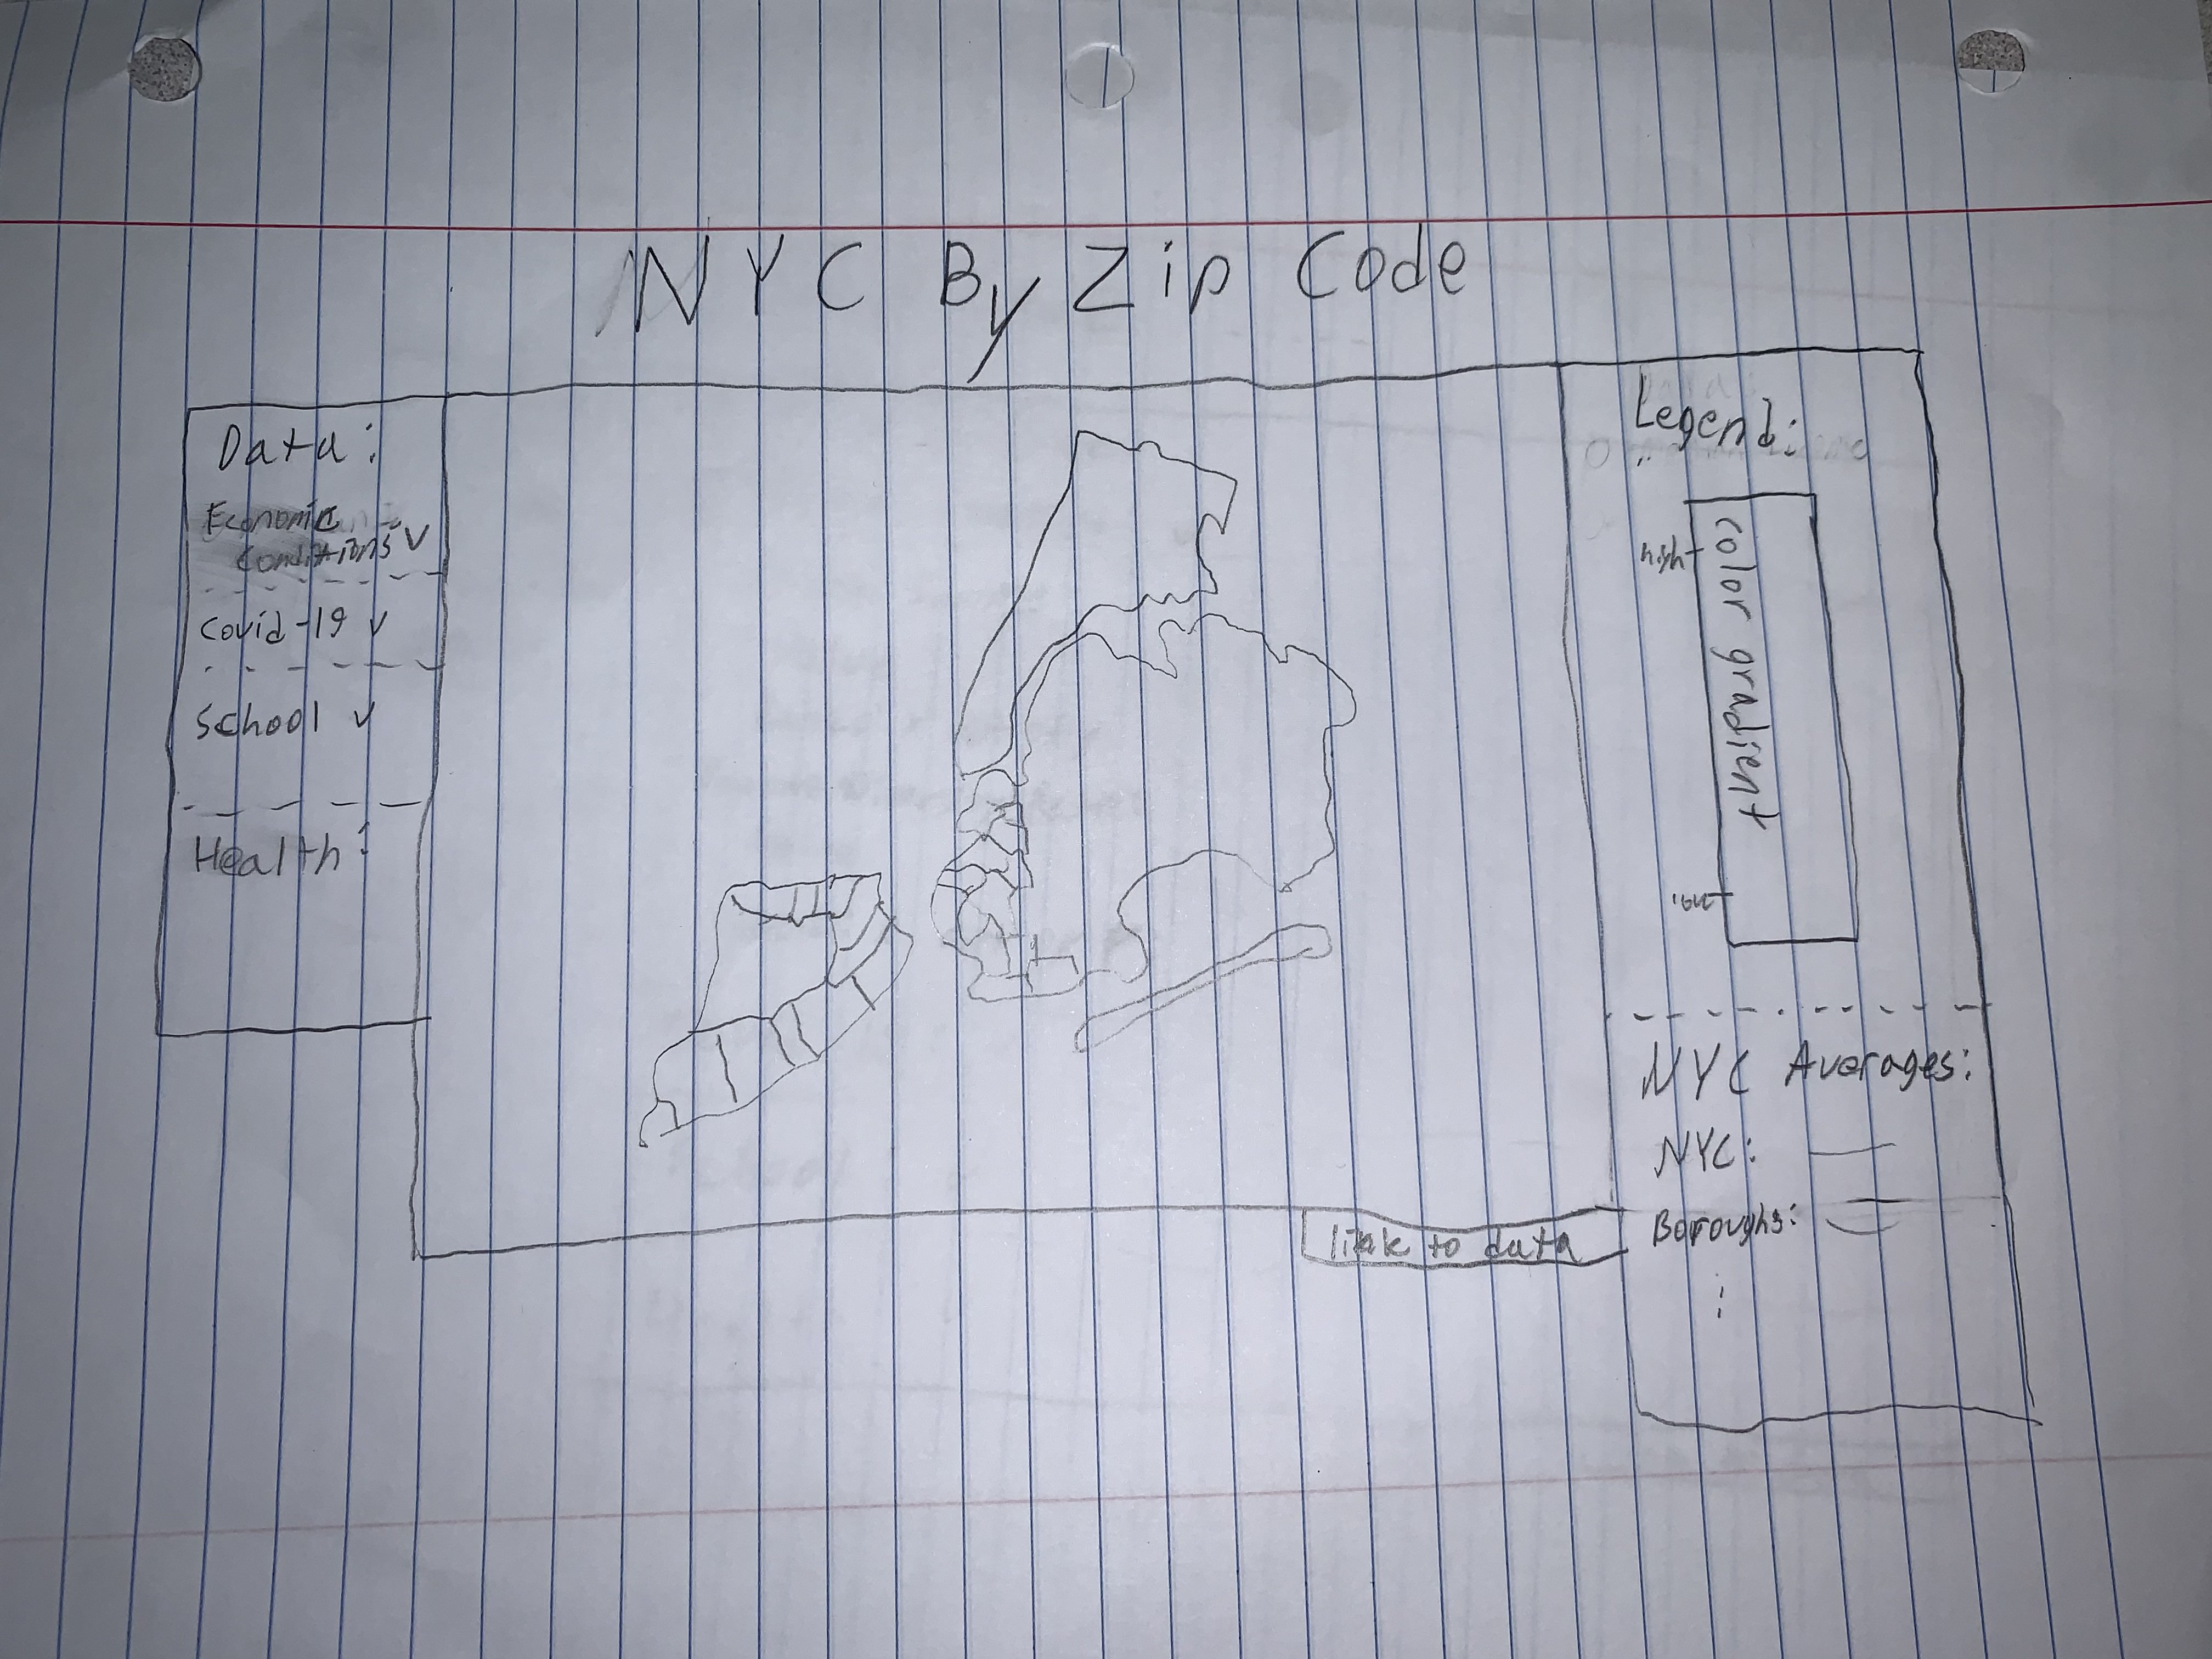 NYC By Zip Code
Data:
Economic
Conditions v
Covid-19 v
School v
Health:
Legend:
high
color gradient
low
NYC Averages:
NYC:
Boroughs:
link to data